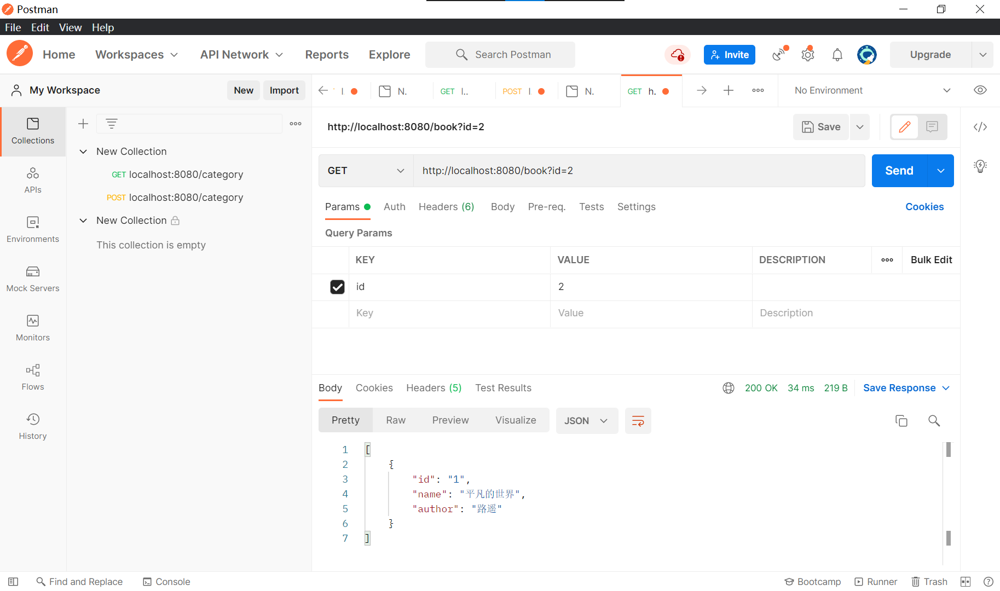 Postman
File Edit View Help
Home Workspaces API Network Reports Explore Search Postman Invite Upgrade
My Workspace New Import
GET l..
POST l
N.
N.
GET h.
No Environment
Collections
APIs
Environments
Mock Servers
Monitors
Flows
History
New Collection
GET localhost:8080/category
POST localhost:8080/category
New Collection
This collection is empty
http://localhost:8080/book?id=2 Save
GET http://localhost:8080/book?id=2 Send
Params Auth Headers (6) Body Pre-req. Tests Settings Cookies
Query Params
KEY VALUE DESCRIPTION Bulk Edit
id 2
Key Value Description
Body Cookies Headers (5) Test Results 200 OK 34 ms 219 B Save Response
Pretty Raw Preview Visualize JSON
1 [
2 {
3 "id": "1",
4 "name": "平凡的世界",
5 "author": "路遥"
6 }
7 ]
Find and Replace Console Bootcamp Runner Trash